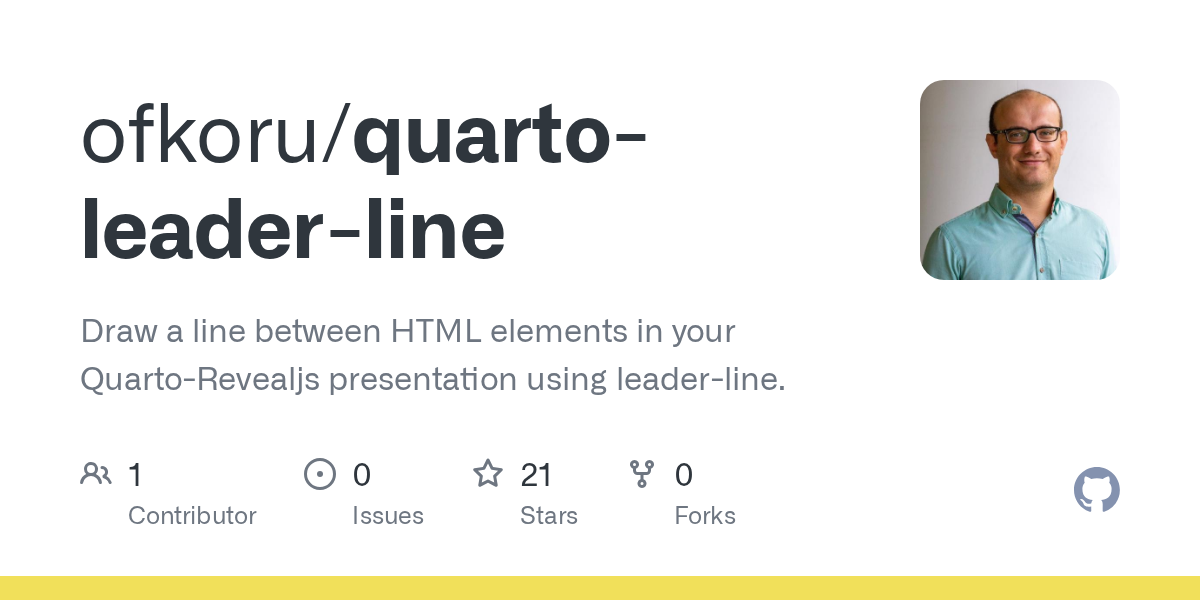 ofkoru/quarto-
leader-line
Draw a line between HTML elements in your
Quarto-Revealjs presentation using leader-line.
1
Contributor
0
Issues
21
Stars
0
Forks